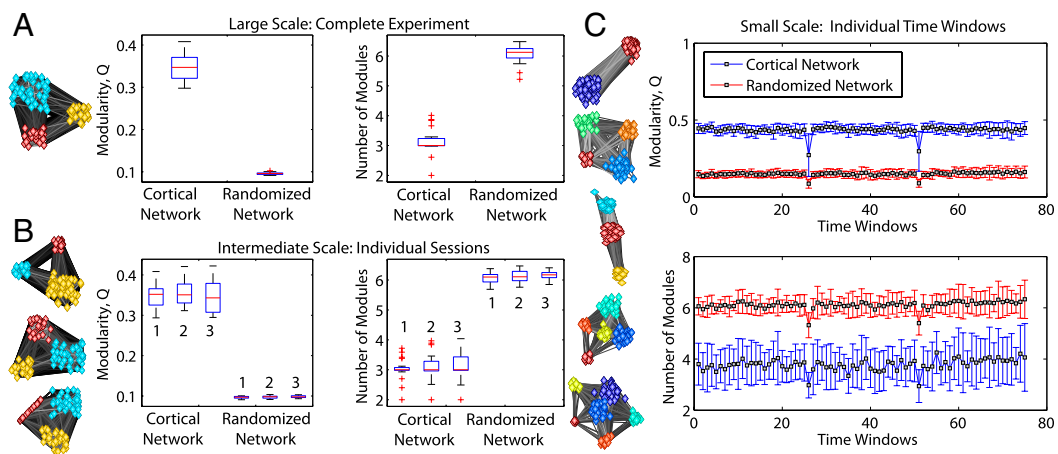 A
Large Scale: Complete Experiment
Modularity, Q
0.4
0.3
0.2
0.1
Cortical
Network
Randomized
Network
Number of Modules
6
5
4
3
2
Cortical
Network
Randomized
Network
B
Intermediate Scale: Individual Sessions
Modularity, Q
0.4
0.3
0.2
0.1
1
2
3
1
2
3
Cortical
Network
Randomized
Network
Number of Modules
6
5
4
3
2
1
2
3
1
2
3
Cortical
Network
Randomized
Network
C
Small Scale: Individual Time Windows
Modularity, Q
1
0.5
0
Cortical Network
Randomized Network
0
20
40
60
80
Time Windows
Number of Modules
8
6
4
2
0
20
40
60
80
Time Windows